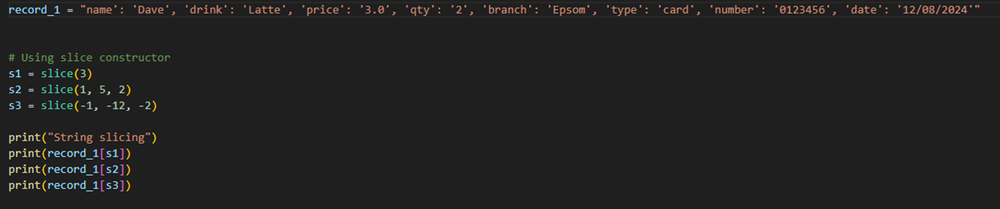 record_1 = "name': 'Dave', 'drink': 'Latte', 'price': '3.0', 'qty': '2', 'branch': 'Epsom', 'type': 'card', 'number': '0123456', 'date': '12/08/2024'"
# Using slice constructor
s1 = slice(3)
s2 = slice(1, 5, 2)
s3 = slice(-1, -12, -2)
print("String slicing")
print(record_1[s1])
print(record_1[s2])
print(record_1[s3])